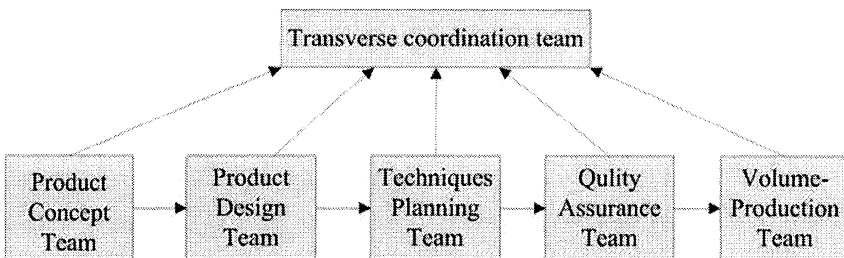 Transverse coordination team
Product
Concept
Team
Product
Design
Team
Techniques
Planning
Team
Qulity
Assurance
Team
Volume-
Production
Team